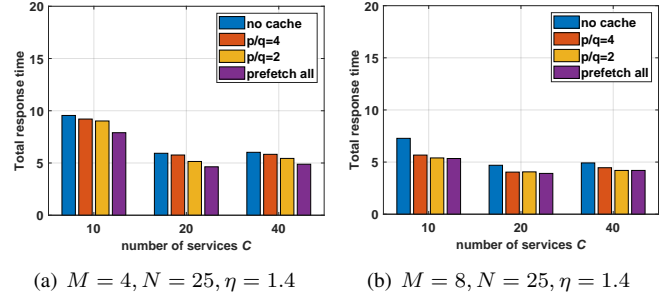 20
15
10
5
0
Total response time
no cache
p/q=4
p/q=2
prefetch all
10
20
40
number of services C
(a) M = 4, N = 25, η = 1.4
20
15
10
5
0
Total response time
no cache
p/q=4
p/q=2
prefetch all
10
20
40
number of services C
(b) M = 8, N = 25, η = 1.4